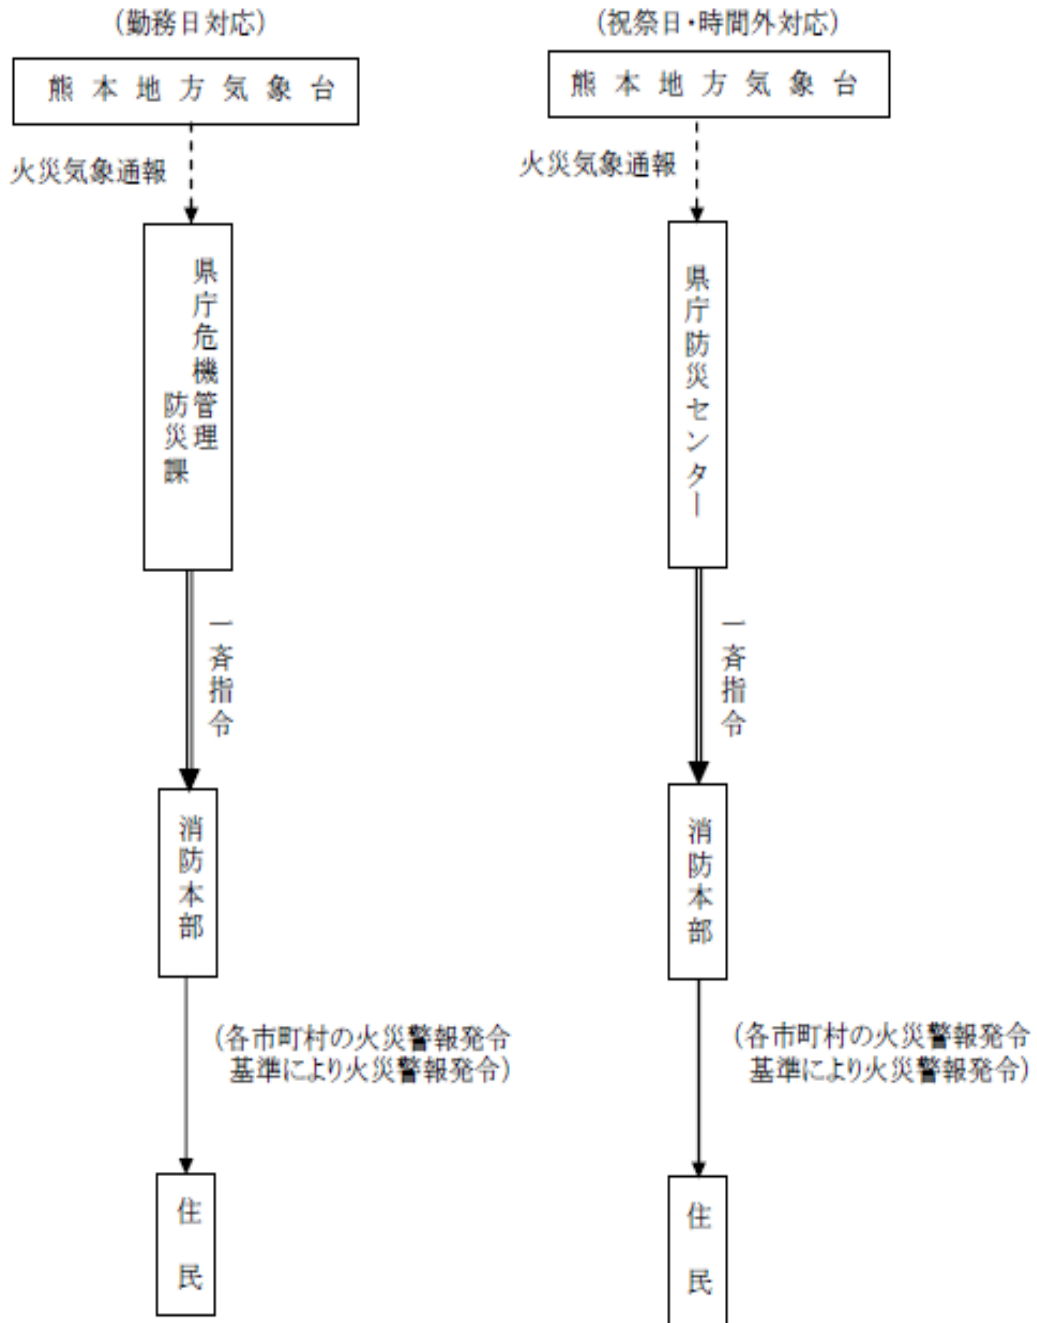 (勤務日対応)
熊本地方気象台
火災気象通報
県庁危機管理
防災課
一斉指令
消防本部
(各市町村の火災警報発令
基準により火災警報発令)
住民
(祝祭日・時間外対応)
熊本地方気象台
火災気象通報
県庁防災センター
一斉指令
消防本部
(各市町村の火災警報発令
基準により火災警報発令)
住民